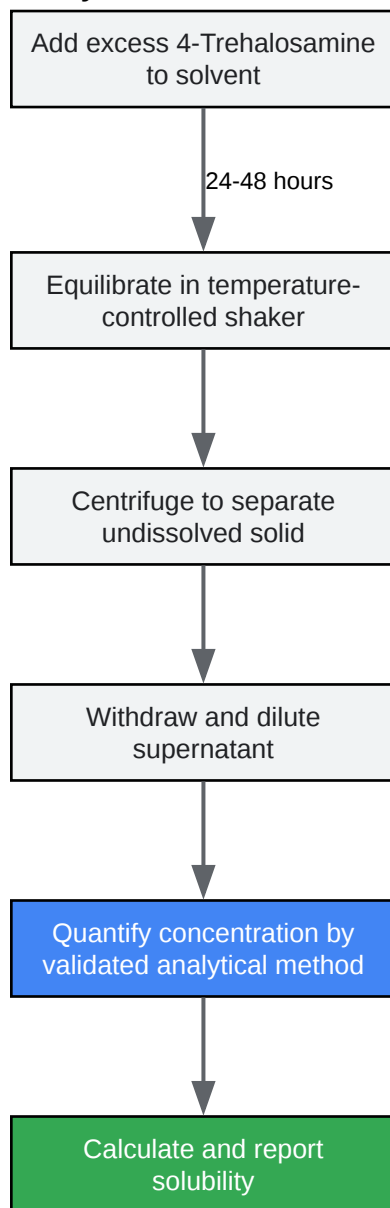 Add excess 4-Trehalosamine
to solvent
24-48 hours
Equilibrate in temperature-
controlled shaker
Centrifuge to separate
undissolved solid
Withdraw and dilute
supernatant
Quantify concentration by
validated analytical method
Calculate and report
solubility